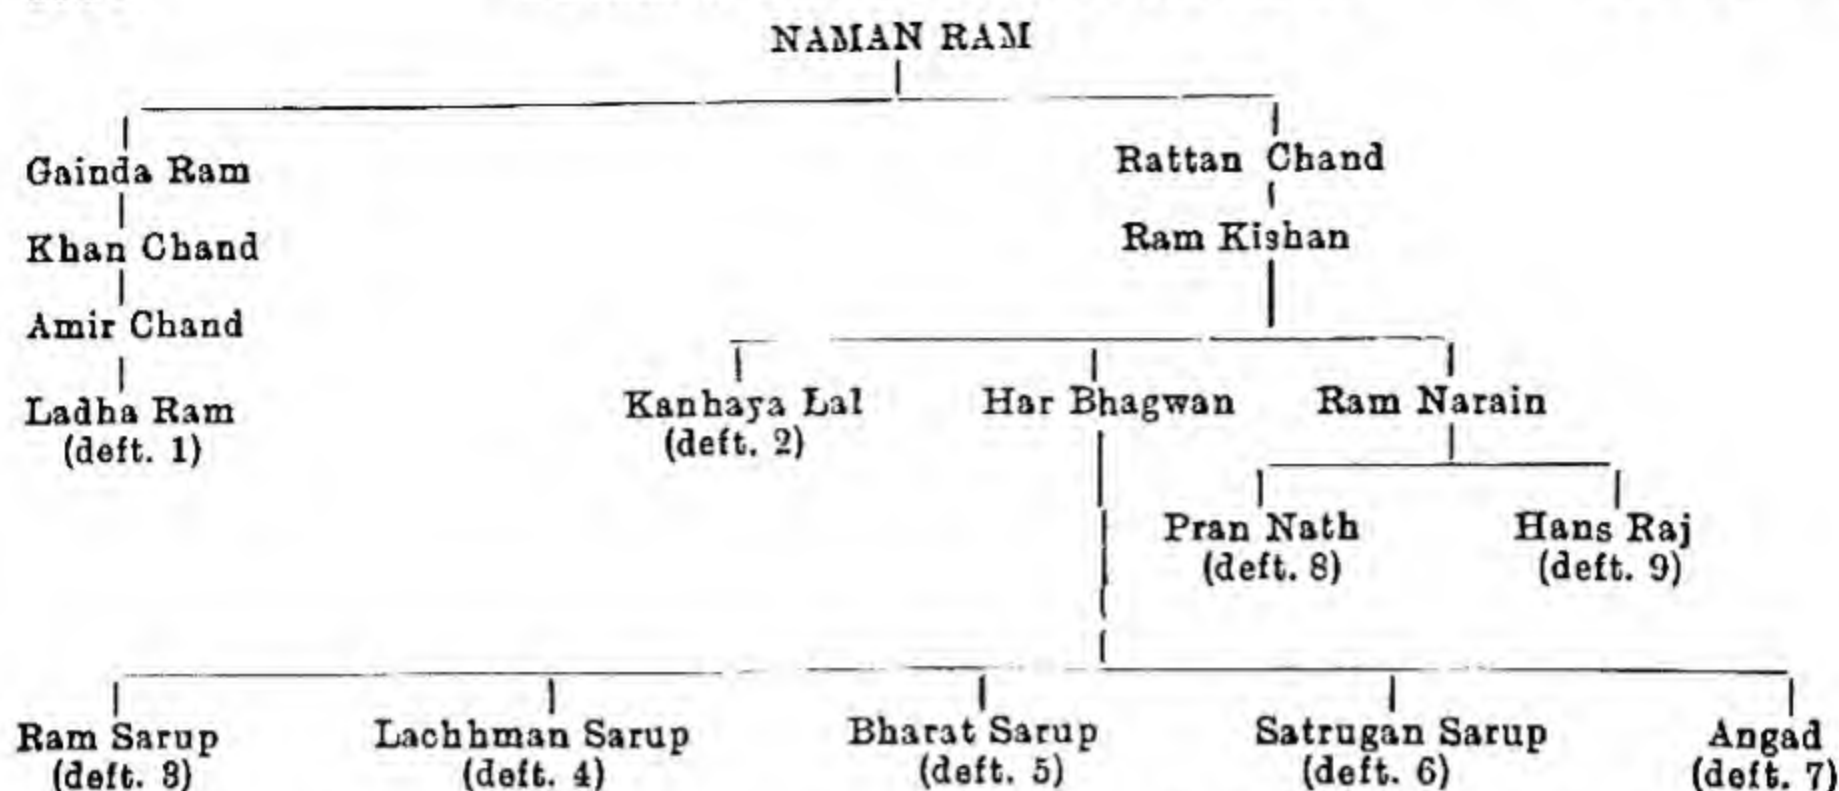 NAMAN RAM
Gainda Ram
Rattan Chand
Khan Chand
Ram Kishan
Amir Chand
Ladha Ram
(deft. 1)
Kanhaya Lal
(deft. 2)
Har Bhagwan
Ram Narain
Pran Nath
(deft. 8)
Hans Raj
(deft. 9)
Ram Sarup
(deft. 3)
Lachhman Sarup
(deft. 4)
Bharat Sarup
(deft. 5)
Satrugan Sarup
(deft. 6)
Angad
(deft. 7)